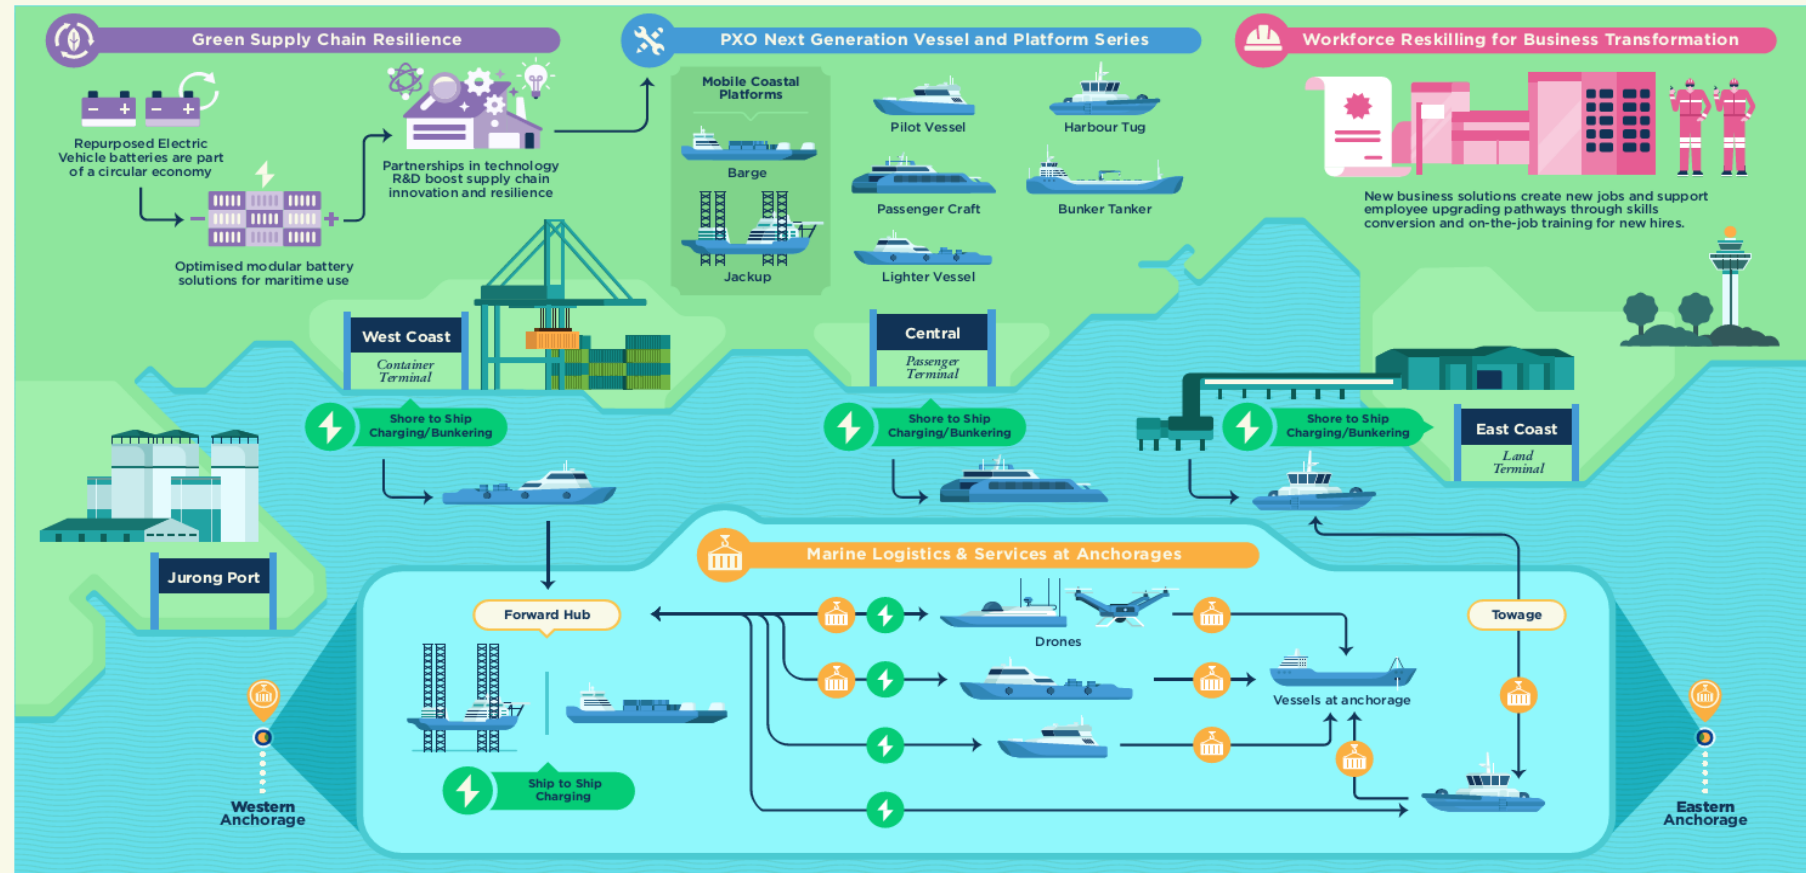 Green Supply Chain Resilience
Repurposed Electric
Vehicle batteries are part
of a circular economy
Optimised modular battery
solutions for maritime use
Partnerships in technology
R&D boost supply chain
innovation and resilience
PXO Next Generation Vessel and Platform Series
Mobile Coastal
Platforms
Barge
Jackup
Pilot Vessel
Harbour Tug
Passenger Craft
Bunker Tanker
Lighter Vessel
Workforce Reskilling for Business Transformation
New business solutions create new jobs and support
employee upgrading pathways through skills
conversion and on-the-job training for new hires.
West Coast
Container
Terminal
Shore to Ship
Charging/Bunkering
Central
Passenger
Terminal
Shore to Ship
Charging/Bunkering
Shore to Ship
Charging/Bunkering
East Coast
Land
Terminal
Jurong Port
Marine Logistics & Services at Anchorages
Forward Hub
Drones
Towage
Vessels at anchorage
Ship to Ship
Charging
Western
Anchorage
Eastern
Anchorage